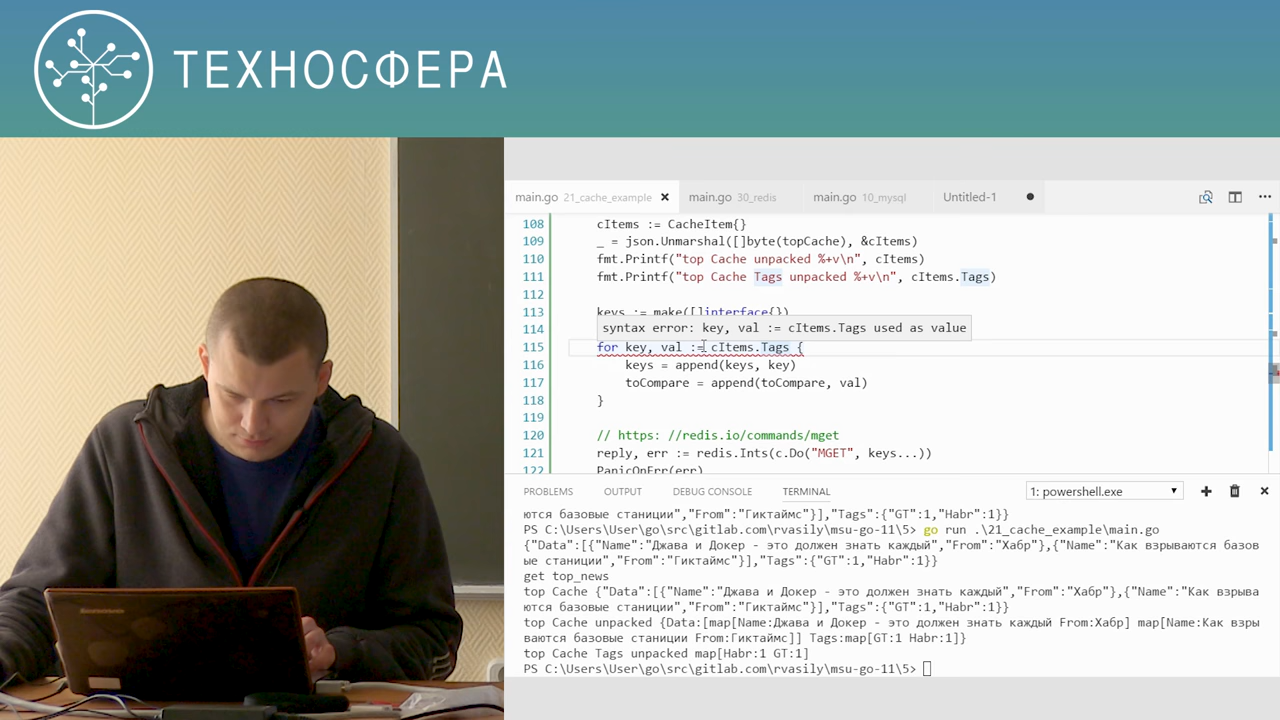 ТЕХНОСФЕРА
main.go 21_cache_example
main.go 30_redis
main.go 10_mysql
Untitled-1
108 cItems := CacheItem{}
109 _ = json.Unmarshal([]byte(topCache), &cItems)
110 fmt.Printf("top Cache unpacked %+v\n", cItems)
111 fmt.Printf("top Cache Tags unpacked %+v\n", cItems.Tags)
112
113 keys := make([]interface{})
114 syntax error: key, val := cItems.Tags used as value
115 for key, val := cItems.Tags {
116 keys = append(keys, key)
117 toCompare = append(toCompare, val)
118 }
119
120 // https: //redis.io/commands/mget
121 reply, err := redis.Ints(c.Do("MGET", keys...))
122 PanicOnErr(err)
PROBLEMS OUTPUT DEBUG CONSOLE TERMINAL 1: powershell.exe
ются базовые станции","From":"Гиктаймс"}],"Tags":{"GT":1,"Habr":1}}
PS C:\Users\User\go\src\gitlab.com\rvasily\msu-go-11\5> go run .\21_cache_example\main.go
{"Data":[{"Name":"Джава и Докер - это должен знать каждый","From":"Хабр"},{"Name":"Как взрываются базов
ые станции","From":"Гиктаймс"}],"Tags":{"GT":1,"Habr":1}}
get top_news
top Cache {"Data":[{"Name":"Джава и Докер - это должен знать каждый","From":"Хабр"},{"Name":"Как взрыва
ются базовые станции","From":"Гиктаймс"}],"Tags":{"GT":1,"Habr":1}}
top Cache unpacked {Data:[map[Name:Джава и Докер - это должен знать каждый From:Хабр] map[Name:Как взры
ваются базовые станции From:Гиктаймс]] Tags:map[GT:1 Habr:1]}
top Cache Tags unpacked map[Habr:1 GT:1]
PS C:\Users\User\go\src\gitlab.com\rvasily\msu-go-11\5>